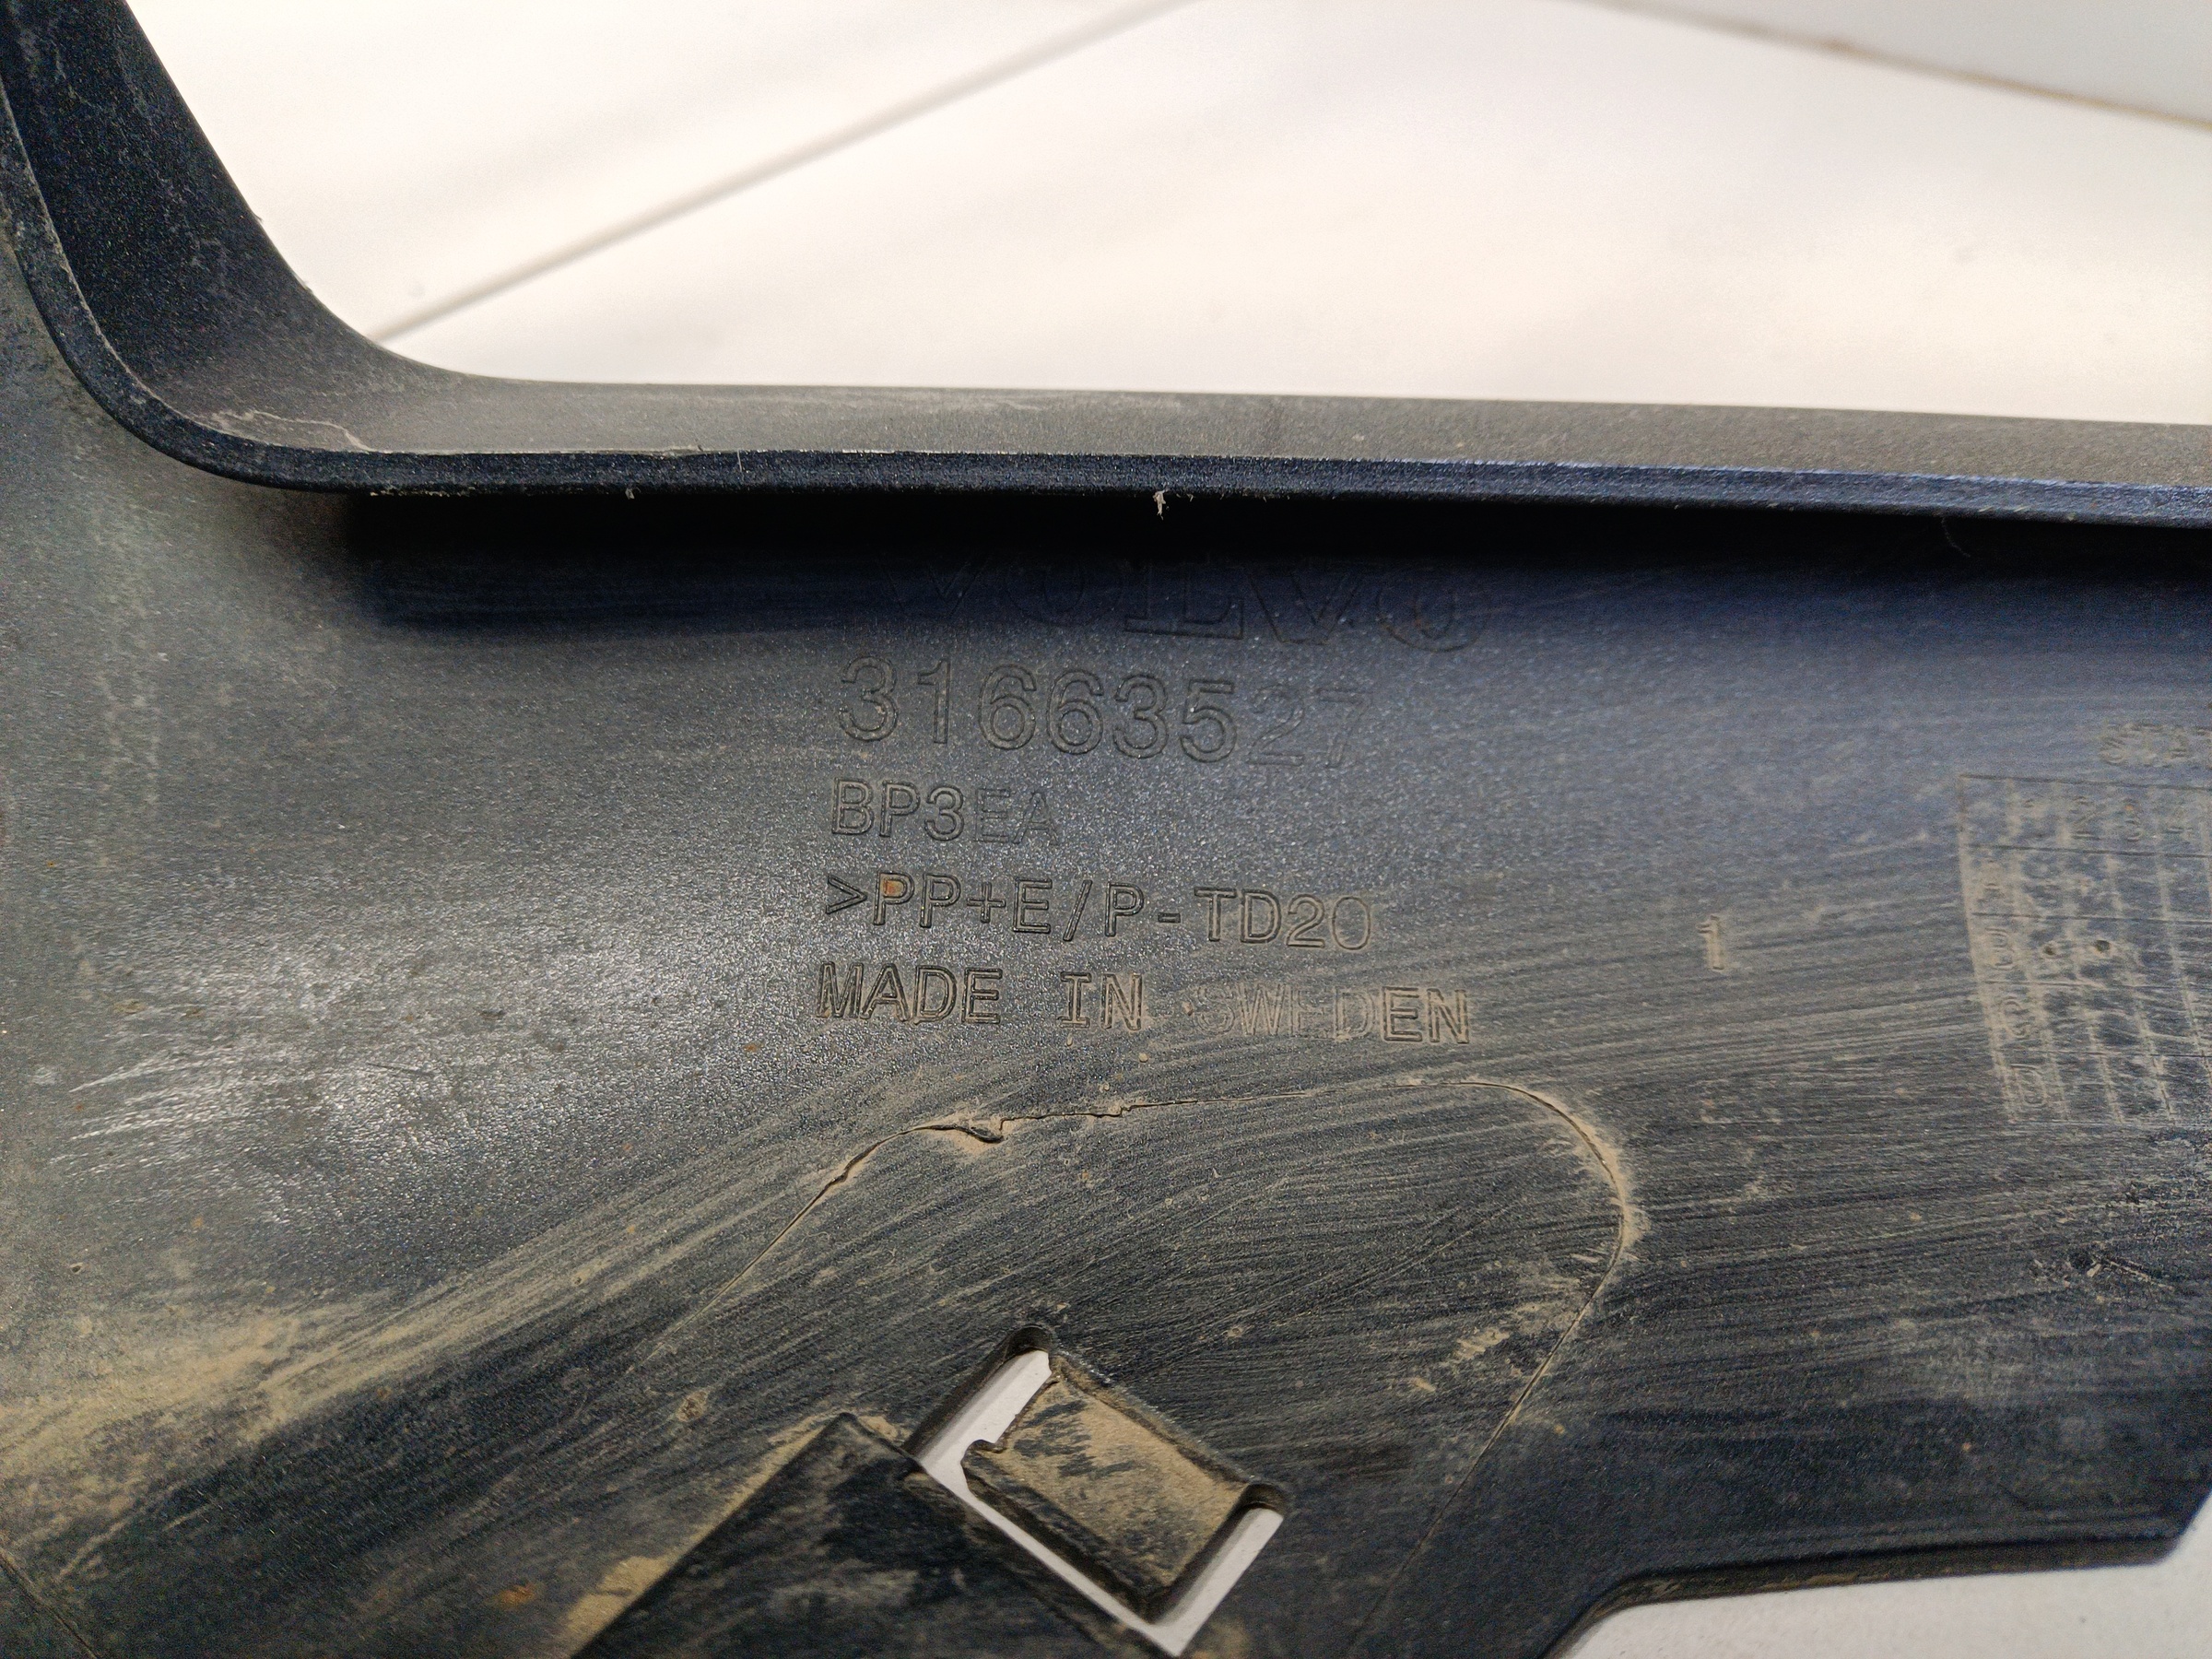 VOLVO
31663527
BP3EA
>PP+E/P-TD20
MADE IN SWEDEN
1